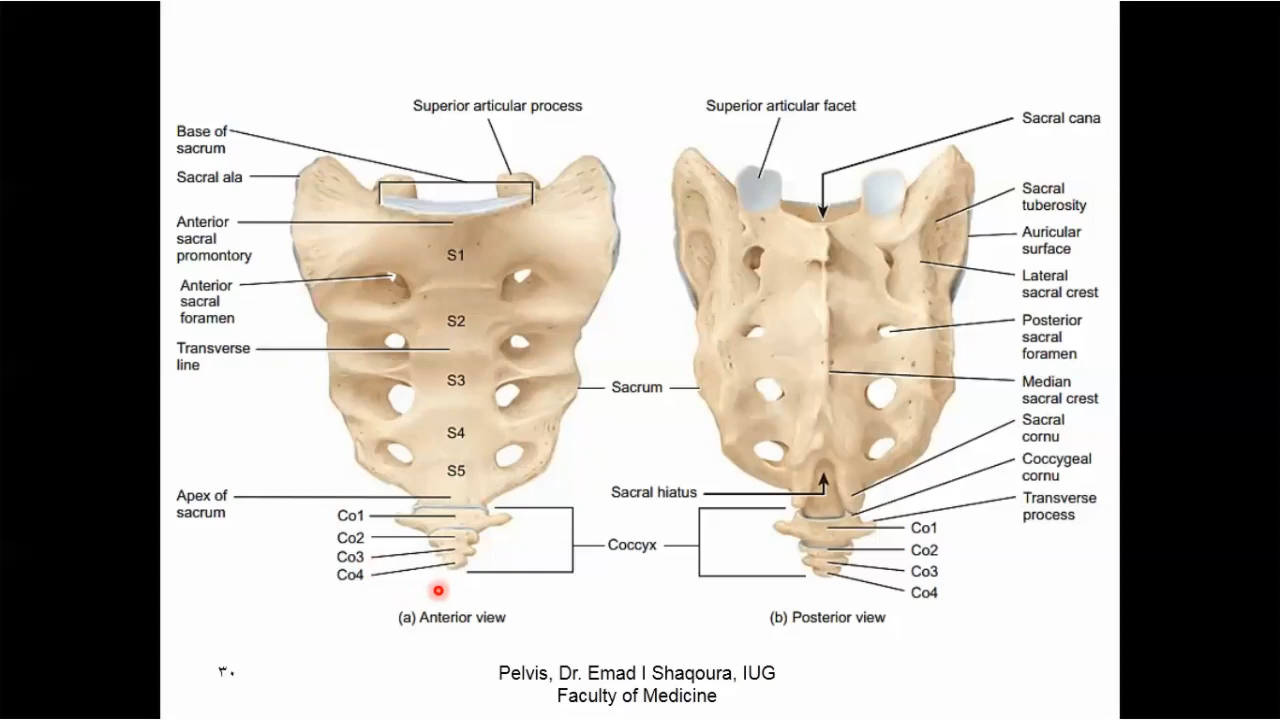 Superior articular process
Base of
sacrum
Sacral ala
Anterior
sacral
promontory
Anterior
sacral
foramen
Transverse
line
Apex of
sacrum
S1
S2
S3
S4
S5
Co1
Co2
Co3
Co4
(a) Anterior view
Sacrum
Sacral hiatus
Coccyx
Superior articular facet
Sacral cana
Sacral
tuberosity
Auricular
surface
Lateral
sacral crest
Posterior
sacral
foramen
Median
sacral crest
Sacral
cornu
Coccygeal
cornu
Transverse
process
Co1
Co2
Co3
Co4
(b) Posterior view
٣٠
Pelvis, Dr. Emad I Shaqoura, IUG
Faculty of Medicine